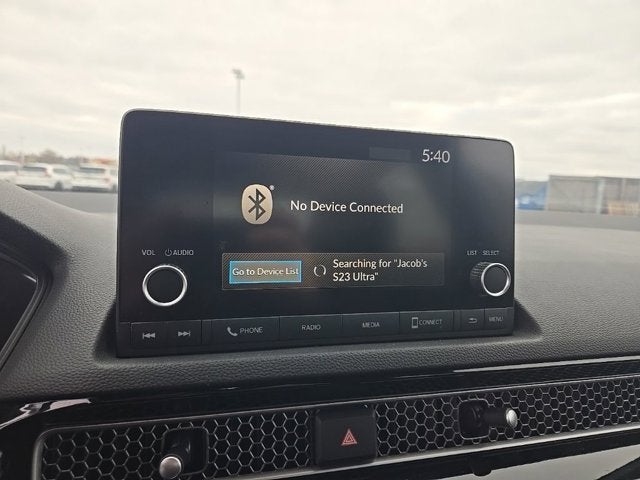 5:40
No Device Connected
VOL AUDIO
LIST SELECT
Go to Device List
Searching for "Jacob's
S23 Ultra"
PHONE RADIO MEDIA CONNECT MENU